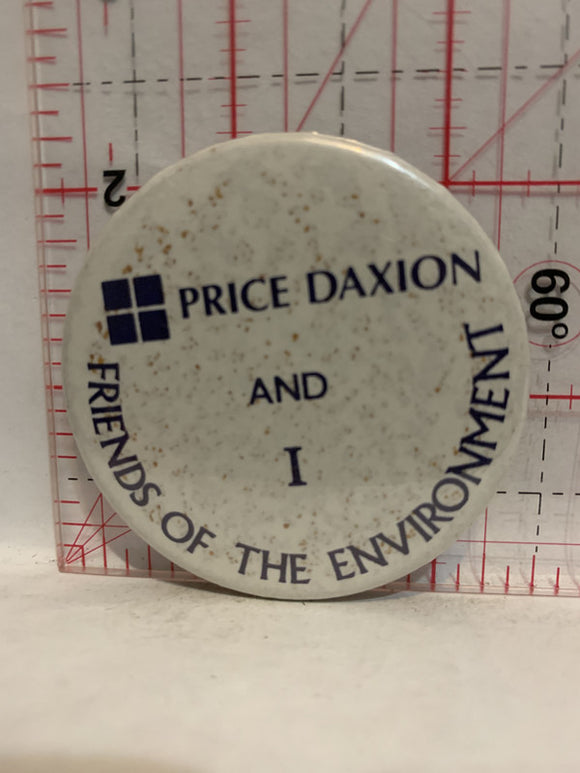 2
PRICE DAXION
60°
AND
I
FRIENDS OF THE ENVIRONMENT